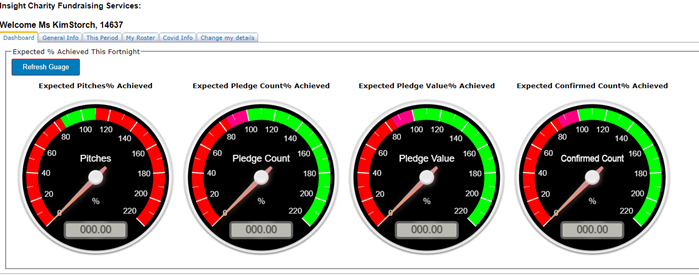 Insight Charity Fundraising Services:
Welcome Ms KimStorch, 14637
Dashboard General Info This Period My Roster Covid Info Change my details
Expected % Achieved This Fortnight
Refresh Guage
Expected Pitches% Achieved Expected Pledge Count% Achieved Expected Pledge Value% Achieved Expected Confirmed Count% Achieved
0 20 40 60 80 100 120 140 160 180 200 220
Pitches
%
000.00
0 20 40 60 80 100 120 140 160 180 200 220
Pledge Count
%
000.00
0 20 40 60 80 100 120 140 160 180 200 220
Pledge Value
%
000.00
0 20 40 60 80 100 120 140 160 180 200 220
Confirmed Count
%
000.00